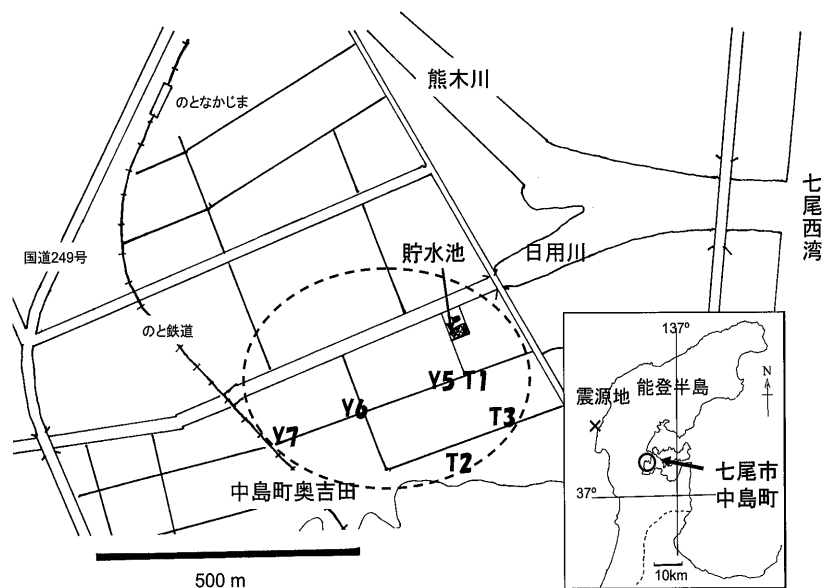 熊木川
のとなかじま
七尾西湾
国道249号
貯水池
日用川
のと鉄道
Y5 T1
Y6
T3
Y7
T2
中島町奥吉田
500 m
137º
N
能登半島
震源地
七尾市
中島町
37º
10km